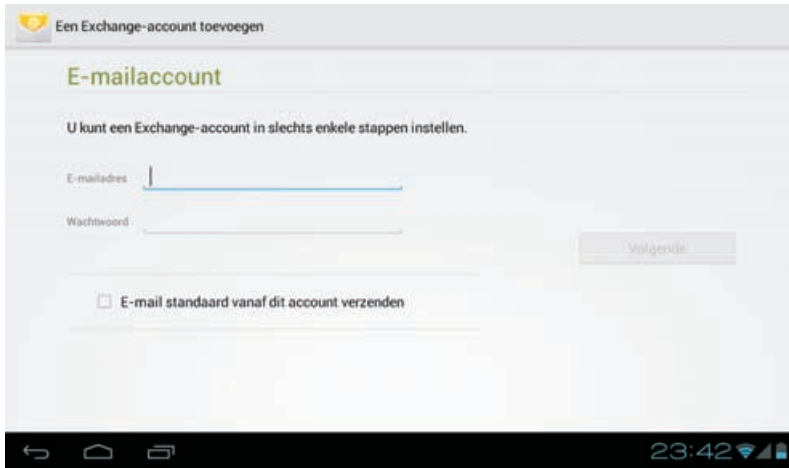 Een Exchange-account toevoegen
E-mailaccount
U kunt een Exchange-account in slechts enkele stappen instellen.
E-mailadres
Wachtwoord
Volgende
E-mail standaard vanaf dit account verzenden
23:42